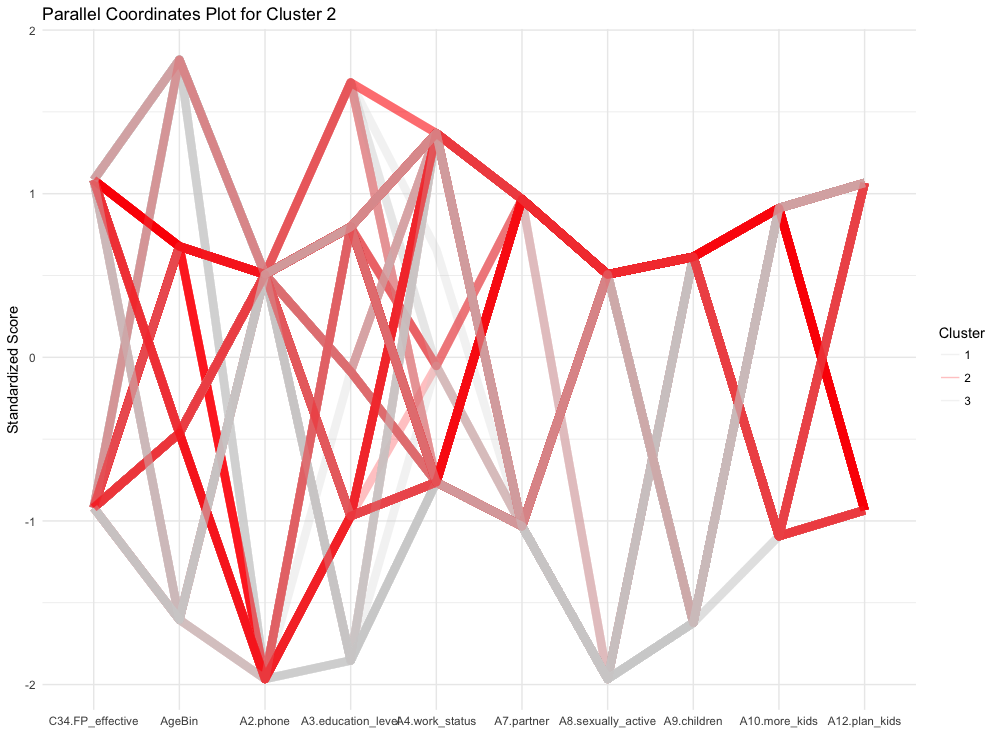 Parallel Coordinates Plot for Cluster 2
2
1
0
-1
-2
Standardized Score
C34.FP_effective AgeBin A2.phone A3.education_level A4.work_status A7.partner A8.sexually_active A9.children A10.more_kids A12.plan_kids
Cluster
1
2
3